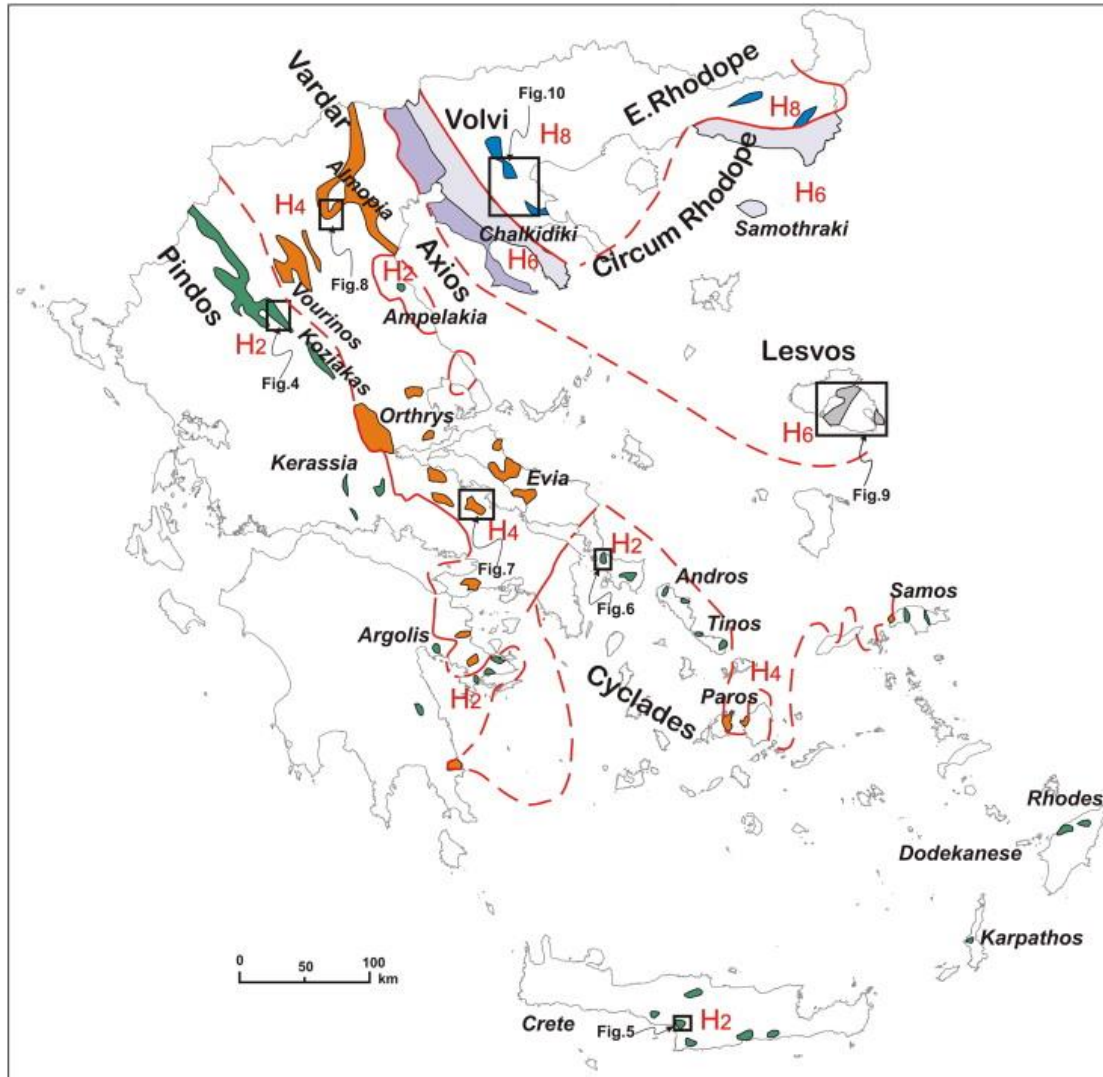 Vardar
Fig.10
Volvi
H8
E.Rhodope
H8
Almopia
H4
Circum Rhodope
H6
Samothraki
Chalkidiki
Axios
H6
Pindos
Fig.8
H2
Ampelakia
Vourinos
H2
Koziakas
Fig.4
Lesvos
Orthrys
H6
Kerassia
Evia
Fig.9
H4
H2
Fig.7
Andros
Samos
Fig.6
Tinos
Argolis
H4
Cyclades
Paros
H2
Rhodes
Dodekanese
Karpathos
0 50 100
km
Crete
Fig.5
H2